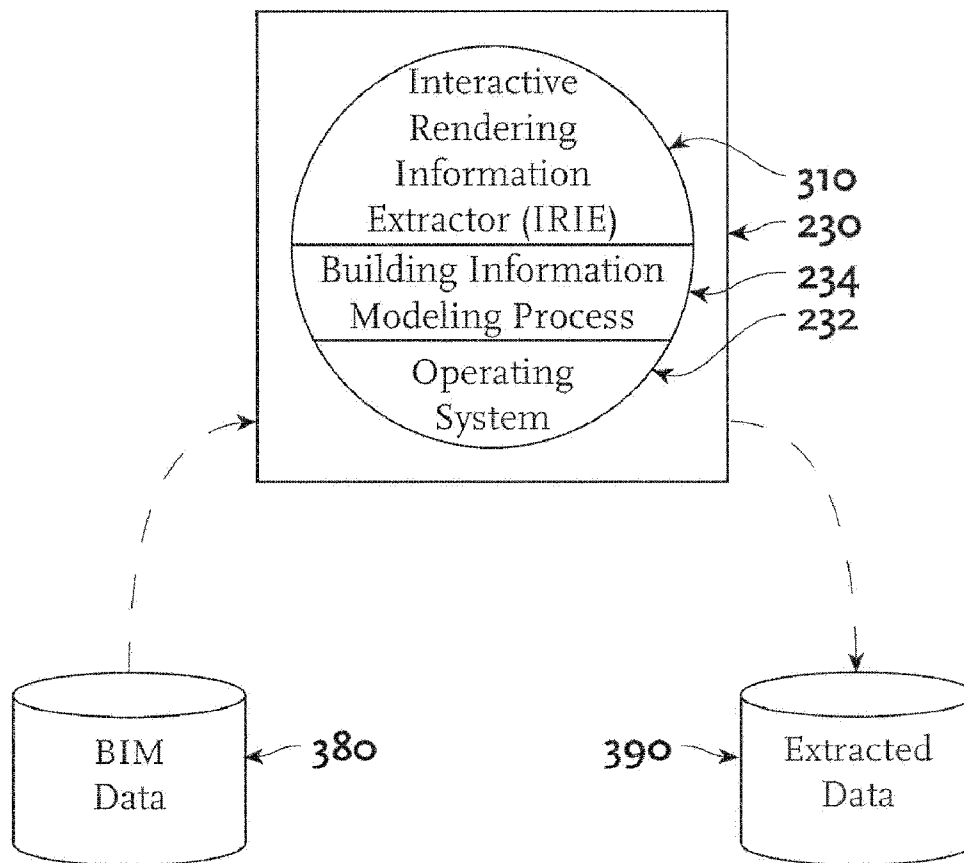 Interactive
Rendering
Information
Extractor (IRIE)
310
230
Building Information
Modeling Process
234
232
Operating
System
BIM
Data
380
390
Extracted
Data